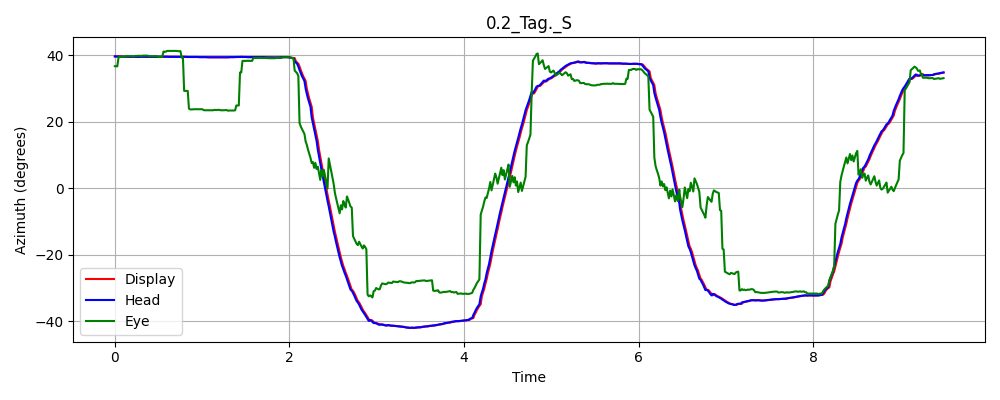 0.2_Tag._S
Azimuth (degrees)
40
20
0
−20
−40
Display
Head
Eye
0 2 4 6 8
Time